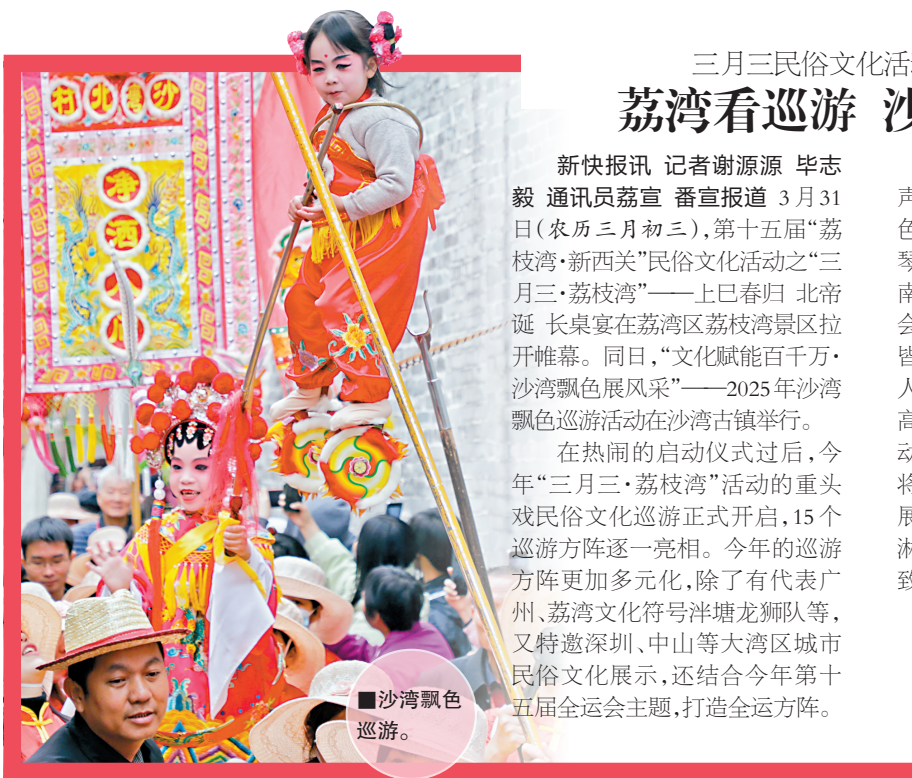 三月三民俗文化活
荔湾看巡游 沙
新快报讯 记者谢源源 毕志
毅 通讯员荔宣 番宣报道 3月31
日(农历三月初三),第十五届“荔
枝湾·新西关”民俗文化活动之“三
月三·荔枝湾”——上巳春归 北帝
诞 长桌宴在荔湾区荔枝湾景区拉
开帷幕。同日,“文化赋能百千万·
沙湾飘色展风采”——2025年沙湾
飘色巡游活动在沙湾古镇举行。
在热闹的启动仪式过后,今
年“三月三·荔枝湾”活动的重头
戏民俗文化巡游正式开启,15个
巡游方阵逐一亮相。今年的巡游
方阵更加多元化,除了有代表广
州、荔湾文化符号泮塘龙狮队等,
又特邀深圳、中山等大湾区城市
民俗文化展示,还结合今年第十
五届全运会主题,打造全运方阵。
声
色
琴
南
会
皆
人
高
动
将
展
淋
致
村北灣沙
淨
洒
八
■沙湾飘色
巡游。